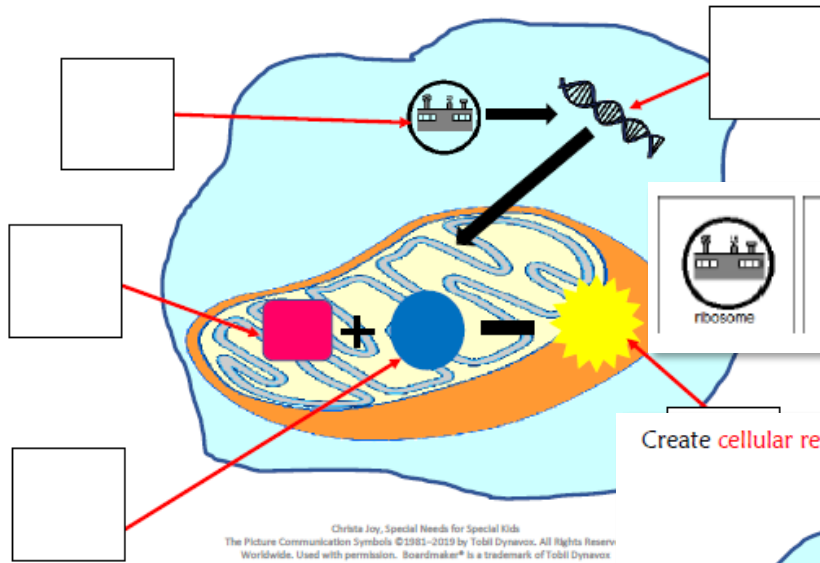 ribosome
Create cellular re
Christa Joy, Special Needs for Special Kids
The Picture Communication Symbols ©1981–2019 by Tobii Dynavox. All Rights Reserve
Worldwide. Used with permission. Boardmaker® is a trademark of Tobii Dynavox